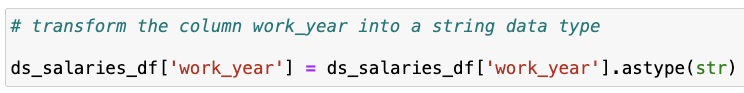 # transform the column work_year into a string data type
ds_salaries_df['work_year'] = ds_salaries_df['work_year'].astype(str)